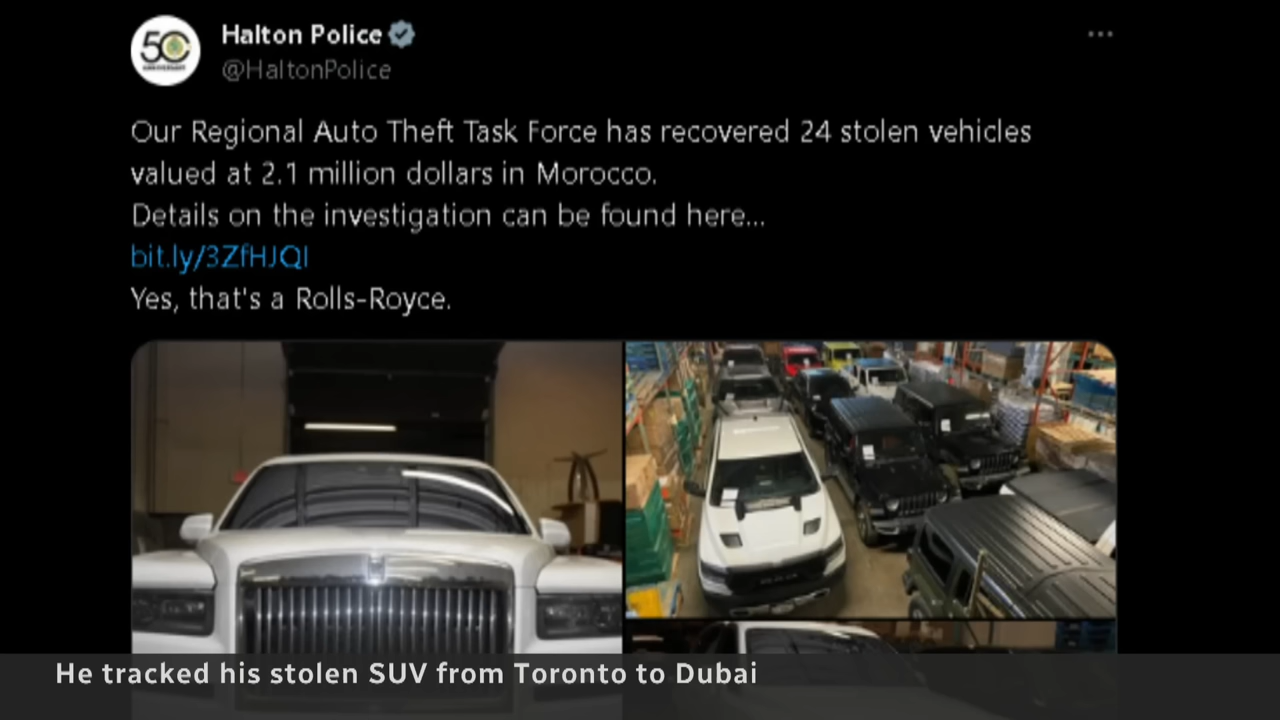 50
Halton Police
@HaltonPolice
Our Regional Auto Theft Task Force has recovered 24 stolen vehicles
valued at 2.1 million dollars in Morocco.
Details on the investigation can be found here...
bit.ly/3ZfHJQI
Yes, that's a Rolls-Royce.
He tracked his stolen SUV from Toronto to Dubai